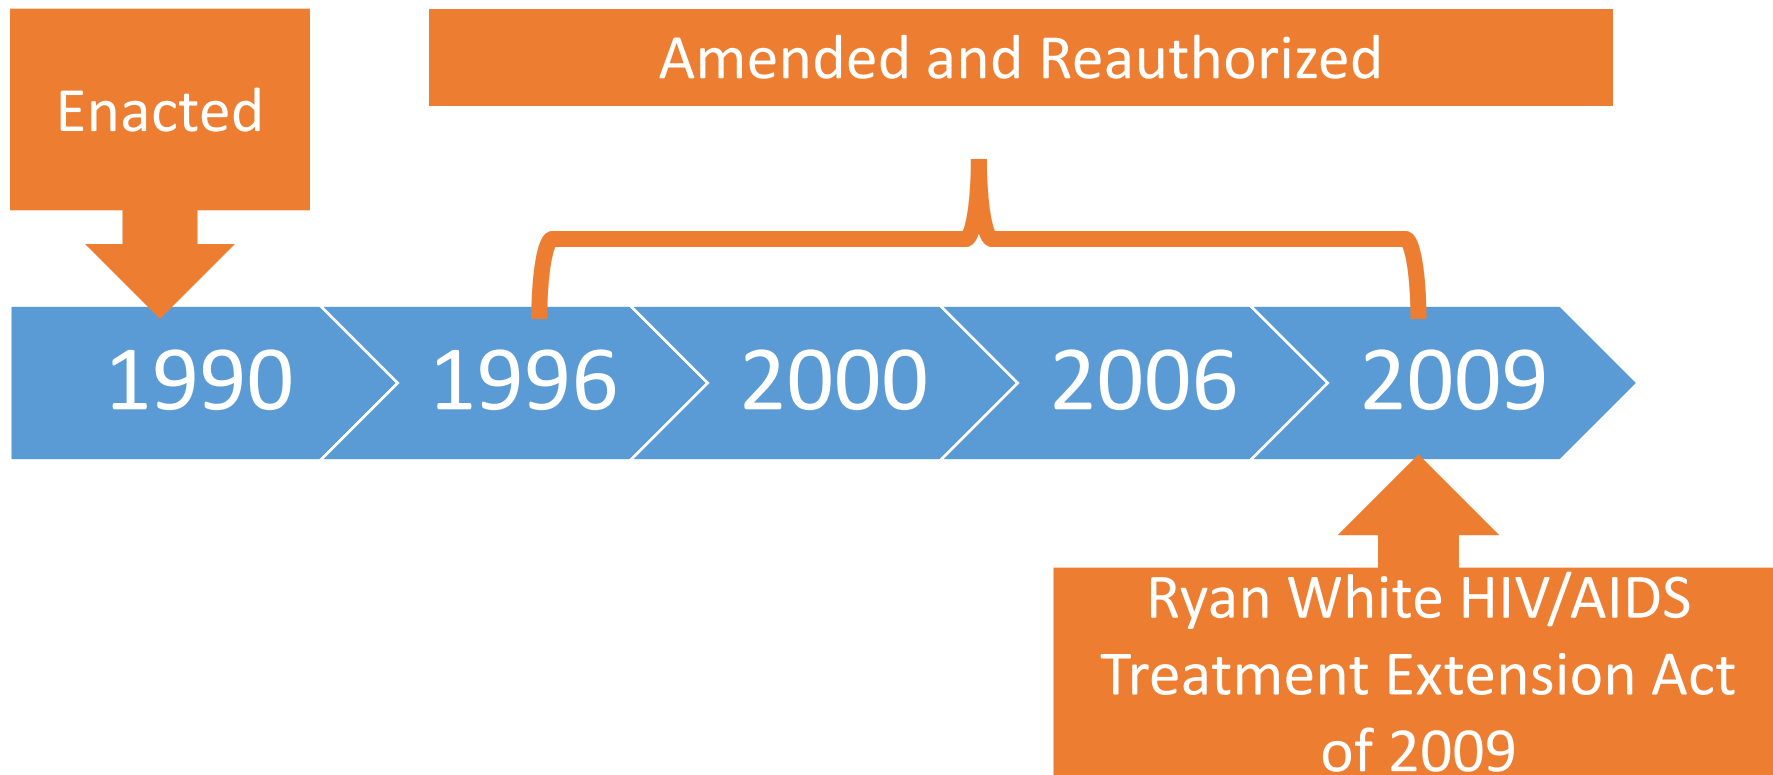 Enacted
Amended and Reauthorized
1990
1996
2000
2006
2009
Ryan White HIV/AIDS
Treatment Extension Act
of 2009